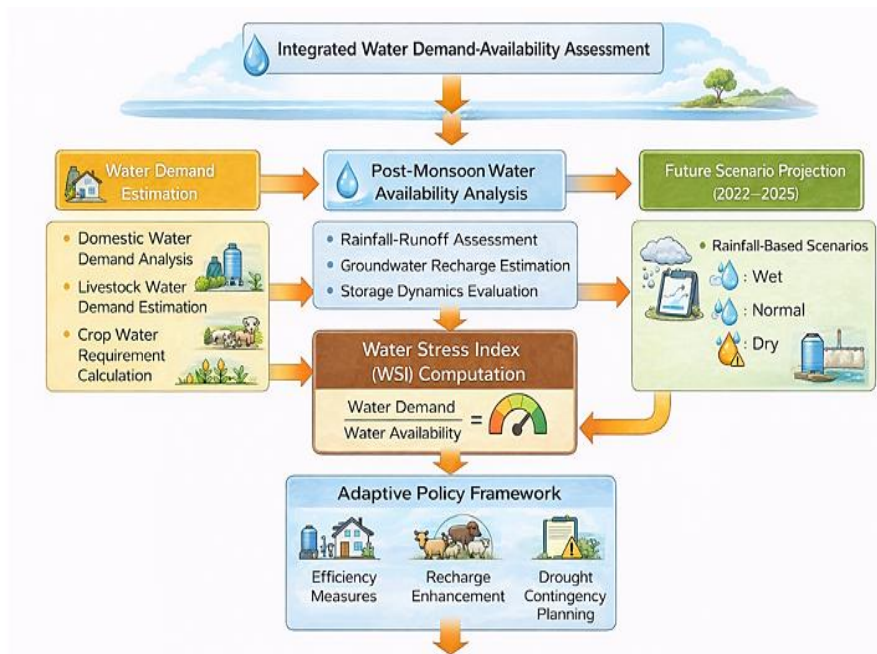 Integrated Water Demand-Availability Assessment
Water Demand
Estimation
Post-Monsoon Water
Availability Analysis
Future Scenario Projection
(2022–2025)
• Domestic Water
Demand Analysis
• Livestock Water
Demand Estimation
• Crop Water
Requirement
Calculation
• Rainfall-Runoff Assessment
• Groundwater Recharge Estimation
• Storage Dynamics Evaluation
• Rainfall-Based Scenarios
: Wet
: Normal
: Dry
Water Stress Index
(WSI) Computation
Water Demand
Water Availability
=
Adaptive Policy Framework
Efficiency
Measures
Recharge
Enhancement
Drought
Contingency
Planning